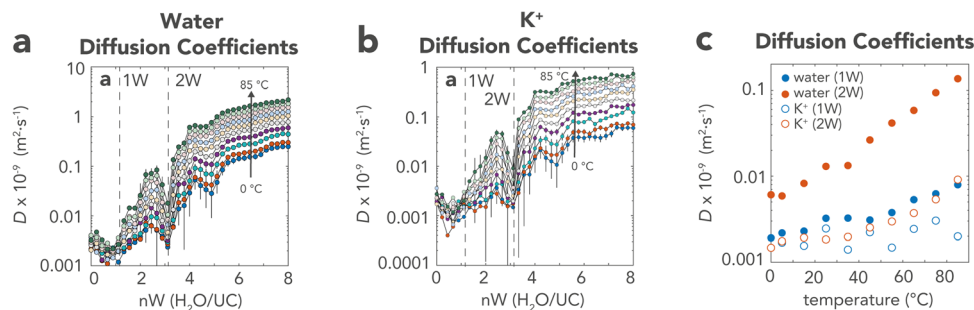 a
Water
Diffusion Coefficients
a
1W
2W
85 °C
0 °C
10
1
0.1
0.01
0.001
D x 10⁻⁹ (m²·s⁻¹)
0 2 4 6 8
nW (H₂O/UC)
b
K⁺
Diffusion Coefficients
a
1W
2W
85 °C
0 °C
1
0.1
0.01
0.001
0.0001
D x 10⁻⁹ (m²·s⁻¹)
0 2 4 6 8
nW (H₂O/UC)
c
Diffusion Coefficients
water (1W)
water (2W)
K⁺ (1W)
K⁺ (2W)
0.1
0.01
0.001
D x 10⁻⁹ (m²·s⁻¹)
0 20 40 60 80
temperature (°C)